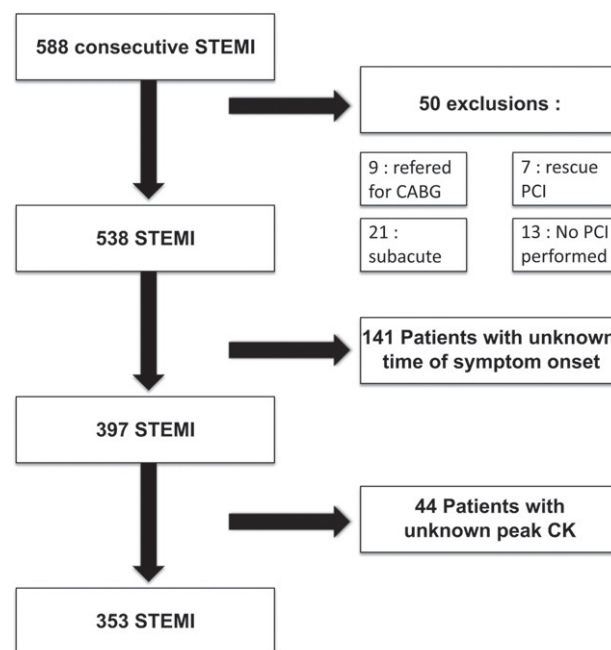 588 consecutive STEMI
50 exclusions :
9 : refered
for CABG
7 : rescue
PCI
21 :
subacute
13 : No PCI
performed
538 STEMI
141 Patients with unknown
time of symptom onset
397 STEMI
44 Patients with
unknown peak CK
353 STEMI